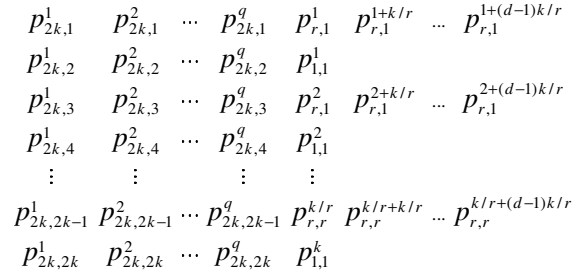 p^1_{2k,1} p^2_{2k,1} ⋯ p^q_{2k,1} p^1_{r,1} p^{1+k/r}_{r,1} ... p^{1+(d−1)k/r}_{r,1}
p^1_{2k,2} p^2_{2k,2} ⋯ p^q_{2k,2} p^1_{1,1}
p^1_{2k,3} p^2_{2k,3} ⋯ p^q_{2k,3} p^2_{r,1} p^{2+k/r}_{r,1} ... p^{2+(d−1)k/r}_{r,1}
p^1_{2k,4} p^2_{2k,4} ⋯ p^q_{2k,4} p^2_{1,1}
⋮ ⋮ ⋮ ⋮
p^1_{2k,2k−1} p^2_{2k,2k−1} ⋯ p^q_{2k,2k−1} p^{k/r}_{r,r} p^{k/r+k/r}_{r,r} ... p^{k/r+(d−1)k/r}_{r,r}
p^1_{2k,2k} p^2_{2k,2k} ⋯ p^q_{2k,2k} p^k_{1,1}